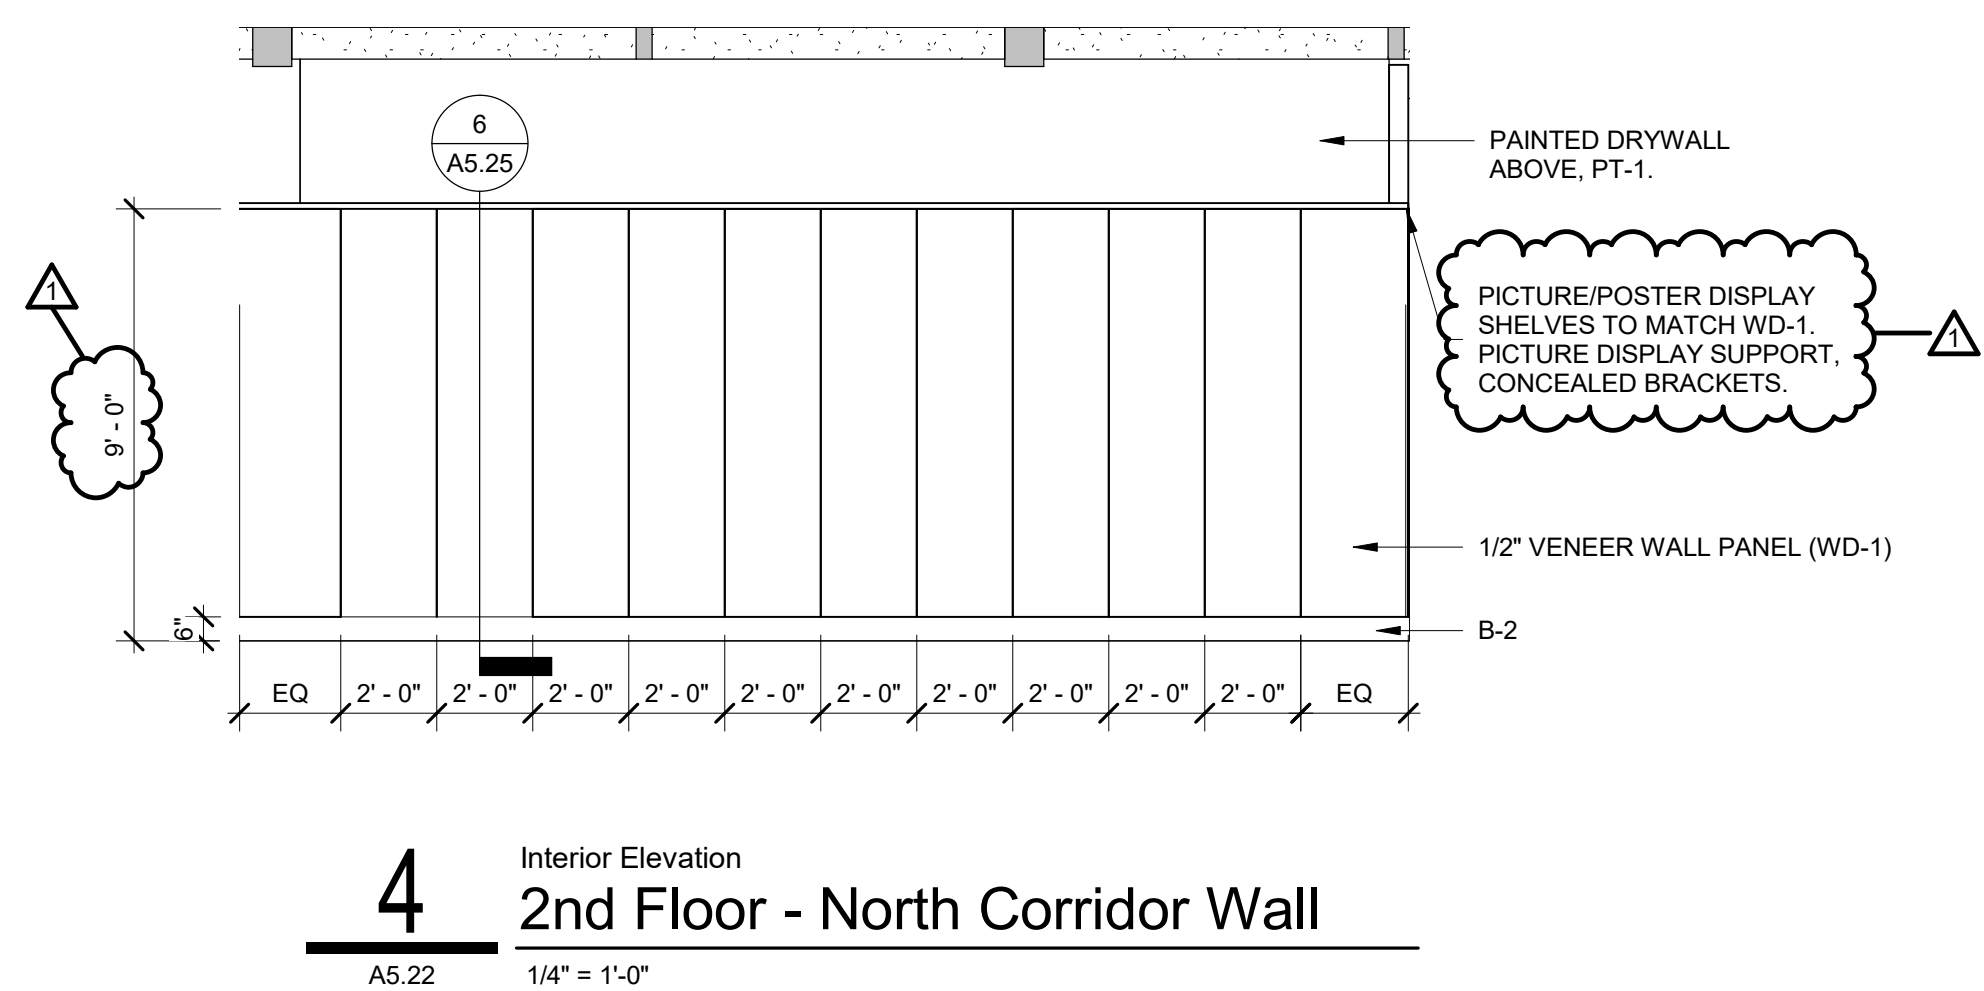 6
A5.25
PAINTED DRYWALL
ABOVE, PT-1.
1
PICTURE/POSTER DISPLAY
SHELVES TO MATCH WD-1.
PICTURE DISPLAY SUPPORT,
CONCEALED BRACKETS.
1
9' - 0"
1/2" VENEER WALL PANEL (WD-1)
6"
B-2
EQ 2' - 0" 2' - 0" 2' - 0" 2' - 0" 2' - 0" 2' - 0" 2' - 0" 2' - 0" 2' - 0" 2' - 0" EQ
4
Interior Elevation
2nd Floor - North Corridor Wall
A5.22
1/4" = 1'-0"